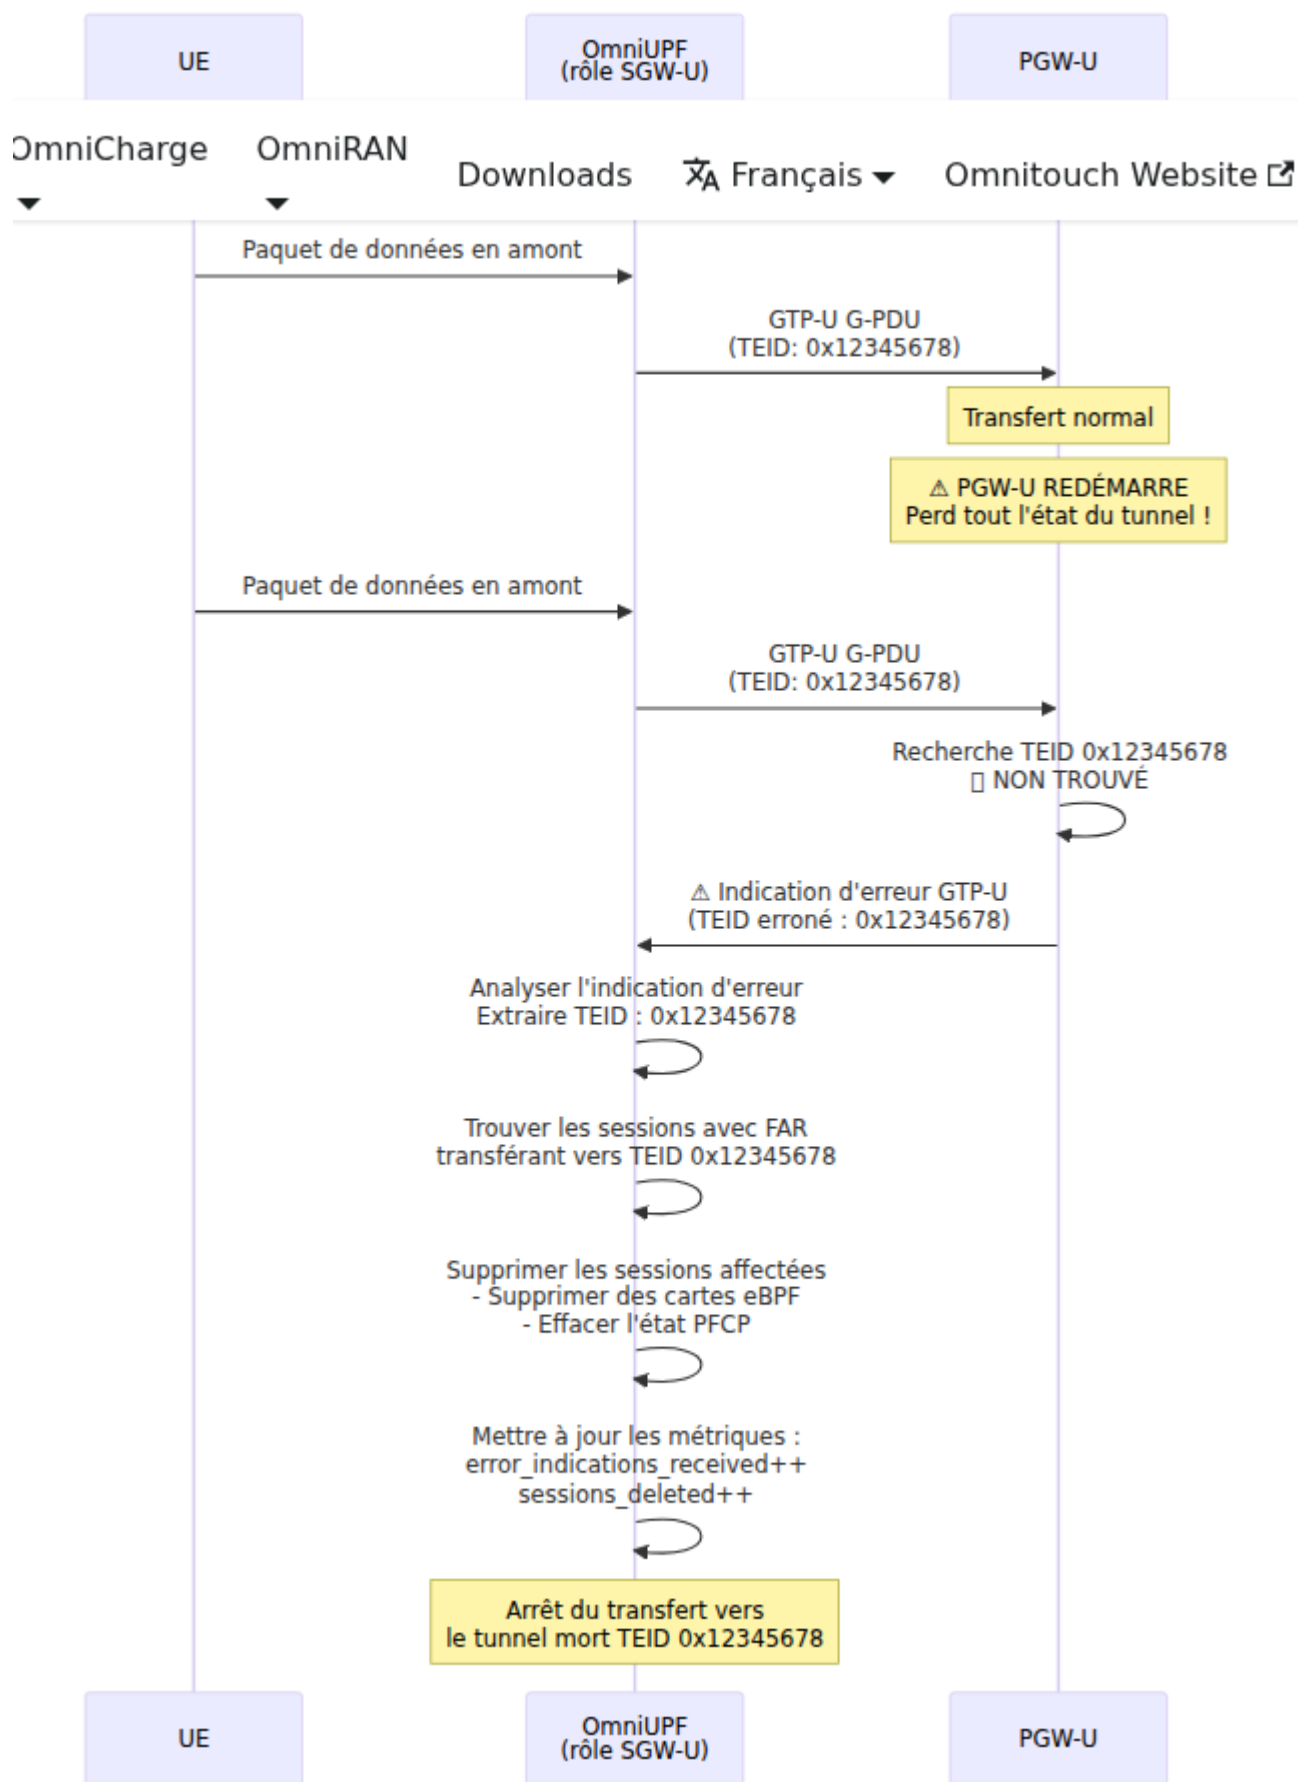 UE
OmniUPF
(rôle SGW-U)
PGW-U
OmniCharge
OmniRAN
Downloads
Français
Omnitouch Website
Paquet de données en amont
GTP-U G-PDU
(TEID: 0x12345678)
Transfert normal
⚠ PGW-U REDÉMARRE
Perd tout l'état du tunnel !
Paquet de données en amont
GTP-U G-PDU
(TEID: 0x12345678)
Recherche TEID 0x12345678
NON TROUVÉ
⚠ Indication d'erreur GTP-U
(TEID erroné : 0x12345678)
Analyser l'indication d'erreur
Extraire TEID : 0x12345678
Trouver les sessions avec FAR
transférant vers TEID 0x12345678
Supprimer les sessions affectées
- Supprimer des cartes eBPF
- Effacer l'état PFCP
Mettre à jour les métriques :
error_indications_received++
sessions_deleted++
Arrêt du transfert vers
le tunnel mort TEID 0x12345678
UE
OmniUPF
(rôle SGW-U)
PGW-U